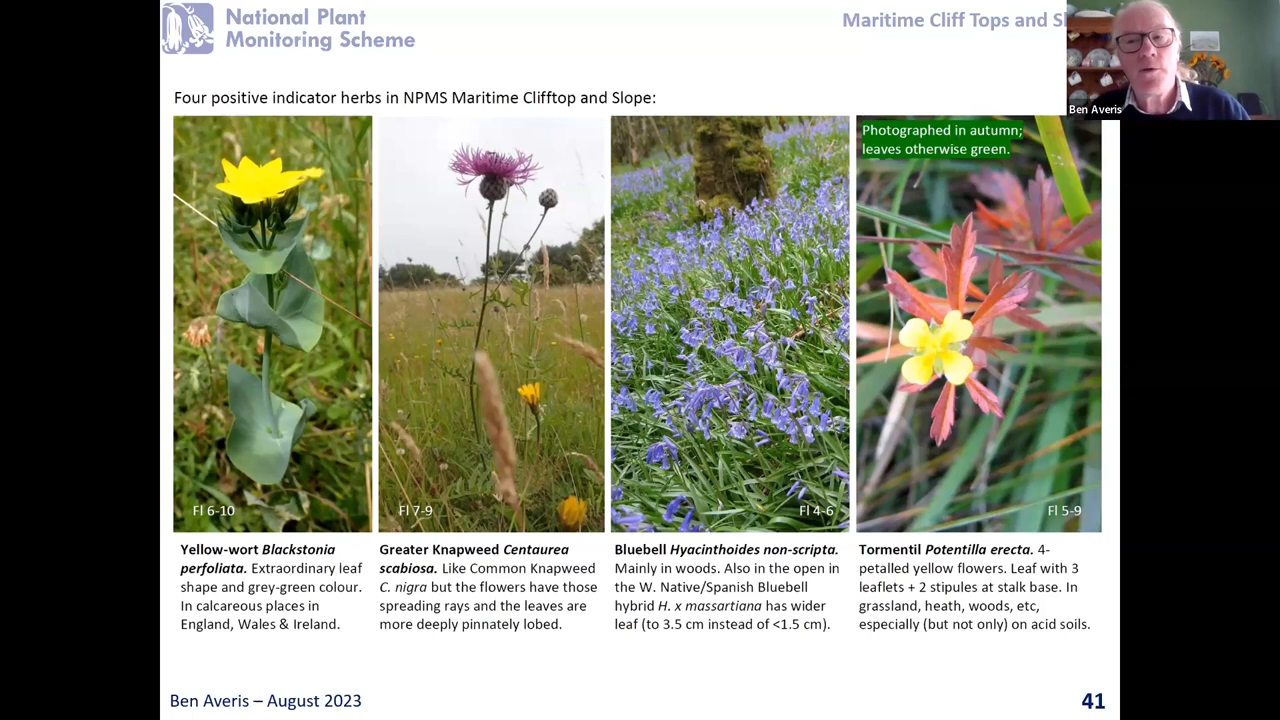 National Plant
Monitoring Scheme
Maritime Cliff Tops and
Ben Averis
Four positive indicator herbs in NPMS Maritime Clifftop and Slope:
Photographed in autumn;
leaves otherwise green.
Fl 6-10
Fl 7-9
Fl 4-6
Fl 5-9
Yellow-wort Blackstonia
perfoliata. Extraordinary leaf
shape and grey-green colour.
In calcareous places in
England, Wales & Ireland.
Greater Knapweed Centaurea
scabiosa. Like Common Knapweed
C. nigra but the flowers have those
spreading rays and the leaves are
more deeply pinnately lobed.
Bluebell Hyacinthoides non-scripta.
Mainly in woods. Also in the open in
the W. Native/Spanish Bluebell
hybrid H. x massartiana has wider
leaf (to 3.5 cm instead of <1.5 cm).
Tormentil Potentilla erecta. 4-
petalled yellow flowers. Leaf with 3
leaflets + 2 stipules at stalk base. In
grassland, heath, woods, etc,
especially (but not only) on acid soils.
Ben Averis – August 2023
41